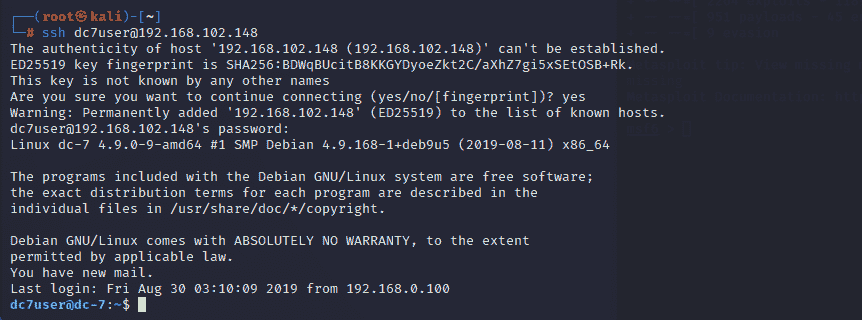 ┌──(root㉿kali)-[~]
└─# ssh dc7user@192.168.102.148
The authenticity of host '192.168.102.148 (192.168.102.148)' can't be established.
ED25519 key fingerprint is SHA256:BDWqBUcitB8KKGYDyoeZkt2C/aXhZ7gi5xSEtOSB+Rk.
This key is not known by any other names
Are you sure you want to continue connecting (yes/no/[fingerprint])? yes
Warning: Permanently added '192.168.102.148' (ED25519) to the list of known hosts.
dc7user@192.168.102.148's password:
Linux dc-7 4.9.0-9-amd64 #1 SMP Debian 4.9.168-1+deb9u5 (2019-08-11) x86_64

The programs included with the Debian GNU/Linux system are free software;
the exact distribution terms for each program are described in the
individual files in /usr/share/doc/*/copyright.

Debian GNU/Linux comes with ABSOLUTELY NO WARRANTY, to the extent
permitted by applicable law.
You have new mail.
Last login: Fri Aug 30 03:10:09 2019 from 192.168.0.100
dc7user@dc-7:~$